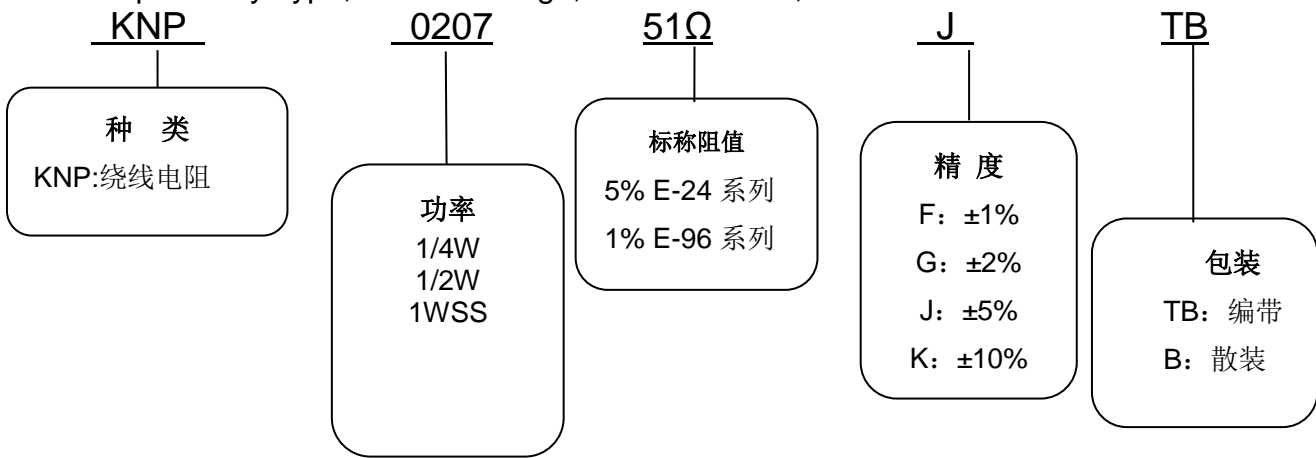 KNP 0207 51Ω J TB
种 类
KNP:绕线电阻
功率
1/4W
1/2W
1WSS
标称阻值
5% E-24 系列
1% E-96 系列
精 度
F：±1%
G：±2%
J：±5%
K：±10%
包装
TB：编带
B：散装